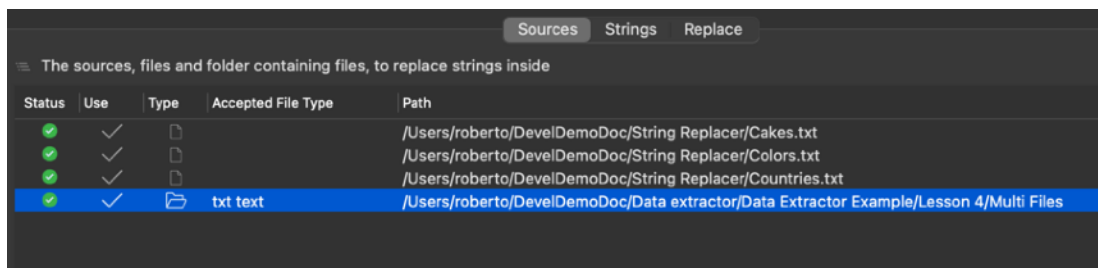 Sources Strings Replace
The sources, files and folder containing files, to replace strings inside
Status Use Type Accepted File Type Path
/Users/roberto/DevelDemoDoc/String Replacer/Cakes.txt
/Users/roberto/DevelDemoDoc/String Replacer/Colors.txt
/Users/roberto/DevelDemoDoc/String Replacer/Countries.txt
txt text /Users/roberto/DevelDemoDoc/Data extractor/Data Extractor Example/Lesson 4/Multi Files